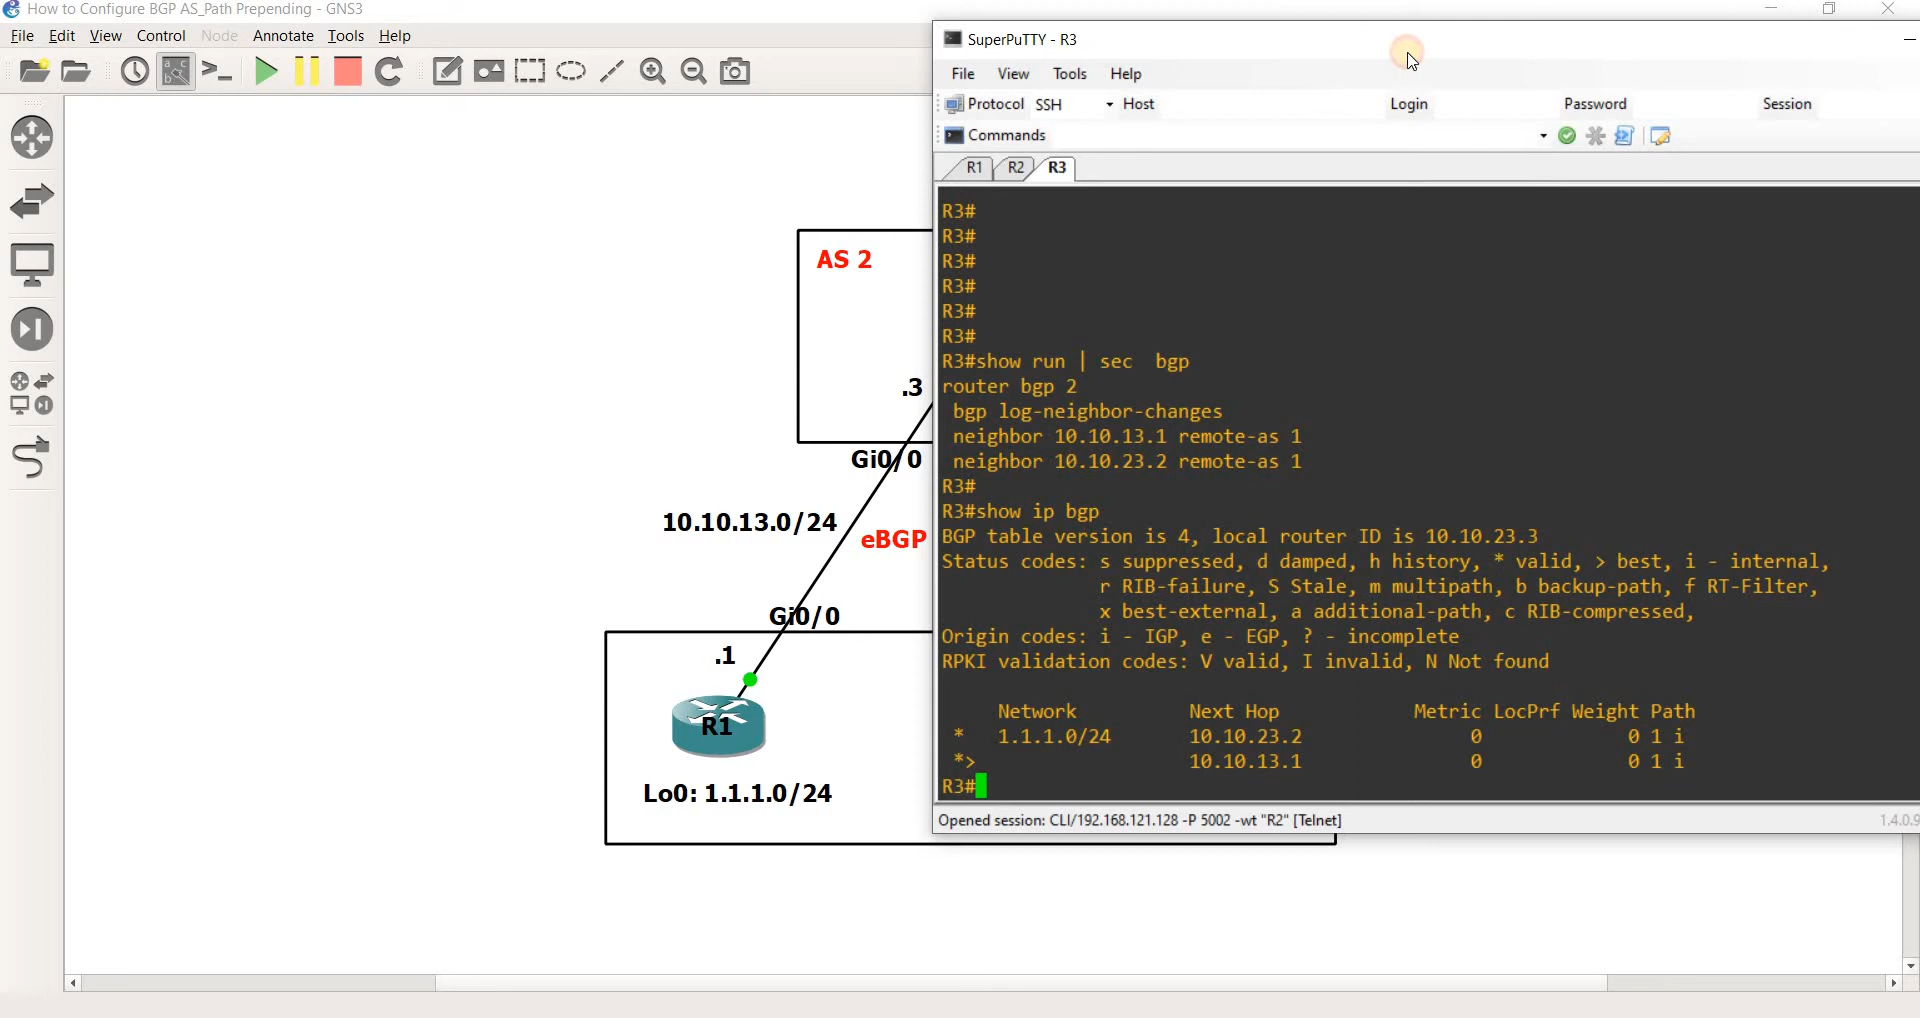 How to Configure BGP AS_Path Prepending - GNS3
File Edit View Control Node Annotate Tools Help
SuperPuTTY - R3
File View Tools Help
Protocol SSH Host Login Password Session
Commands
R1 R2 R3
R3#
R3#
R3#
R3#
R3#
R3#
R3#show run | sec  bgp
router bgp 2
 bgp log-neighbor-changes
 neighbor 10.10.13.1 remote-as 1
 neighbor 10.10.23.2 remote-as 1
R3#
R3#show ip bgp
BGP table version is 4, local router ID is 10.10.23.3
Status codes: s suppressed, d damped, h history, * valid, > best, i - internal,
r RIB-failure, S Stale, m multipath, b backup-path, f RT-Filter,
x best-external, a additional-path, c RIB-compressed,
Origin codes: i - IGP, e - EGP, ? - incomplete
RPKI validation codes: V valid, I invalid, N Not found
Network Next Hop Metric LocPrf Weight Path
* 1.1.1.0/24 10.10.23.2 0 0 1 i
*> 10.10.13.1 0 0 1 i
R3#
Opened session: CLI/192.168.121.128 -P 5002 -wt "R2" [Telnet]
1.4.0.9
AS 2
.3
Gi0/0
10.10.13.0/24
eBGP
Gi0/0
.1
R1
Lo0: 1.1.1.0/24